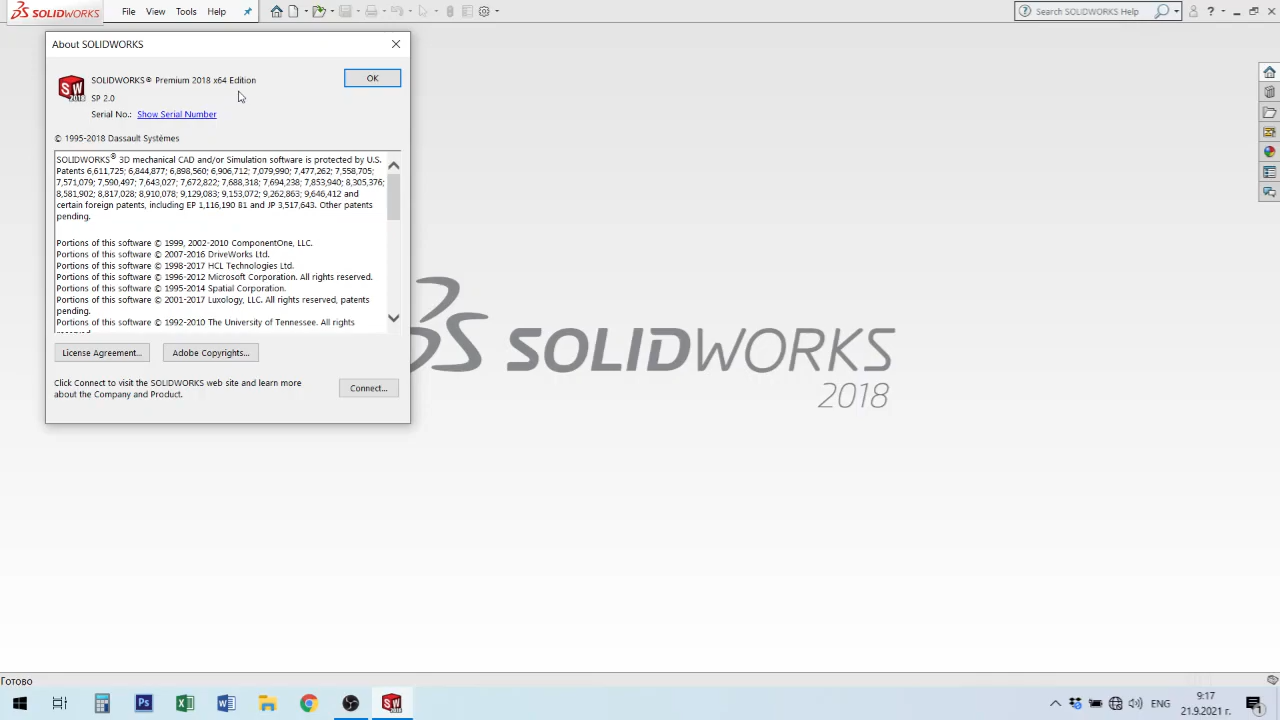 SOLIDWORKS
File View Tools Help
Search SOLIDWORKS Help
About SOLIDWORKS
SOLIDWORKS® Premium 2018 x64 Edition
OK
SP 2.0
Serial No.: Show Serial Number
© 1995-2018 Dassault Systémes
SOLIDWORKS® 3D mechanical CAD and/or Simulation software is protected by U.S.
Patents 6,611,725; 6,844,877; 6,898,560; 6,906,712; 7,079,990; 7,477,262; 7,558,705;
7,571,079; 7,590,497; 7,643,027; 7,672,822; 7,688,318; 7,694,238; 7,853,940; 8,305,376;
8,581,902; 8,817,028; 8,910,078; 9,129,083; 9,153,072; 9,262,863; 9,646,412 and
certain foreign patents, including EP 1,116,190 B1 and JP 3,517,643. Other patents
pending.
Portions of this software © 1999, 2002-2010 ComponentOne, LLC.
Portions of this software © 2007-2016 DriveWorks Ltd.
Portions of this software © 1998-2017 HCL Technologies Ltd.
Portions of this software © 1996-2012 Microsoft Corporation. All rights reserved.
Portions of this software © 1995-2014 Spatial Corporation.
Portions of this software © 2001-2017 Luxology, LLC. All rights reserved, patents
pending.
Portions of this software © 1992-2010 The University of Tennessee. All rights
License Agreement... Adobe Copyrights...
Click Connect to visit the SOLIDWORKS web site and learn more
about the Company and Product.
Connect...
SOLIDWORKS
2018
Готово
ENG
9:17
21.9.2021 г.